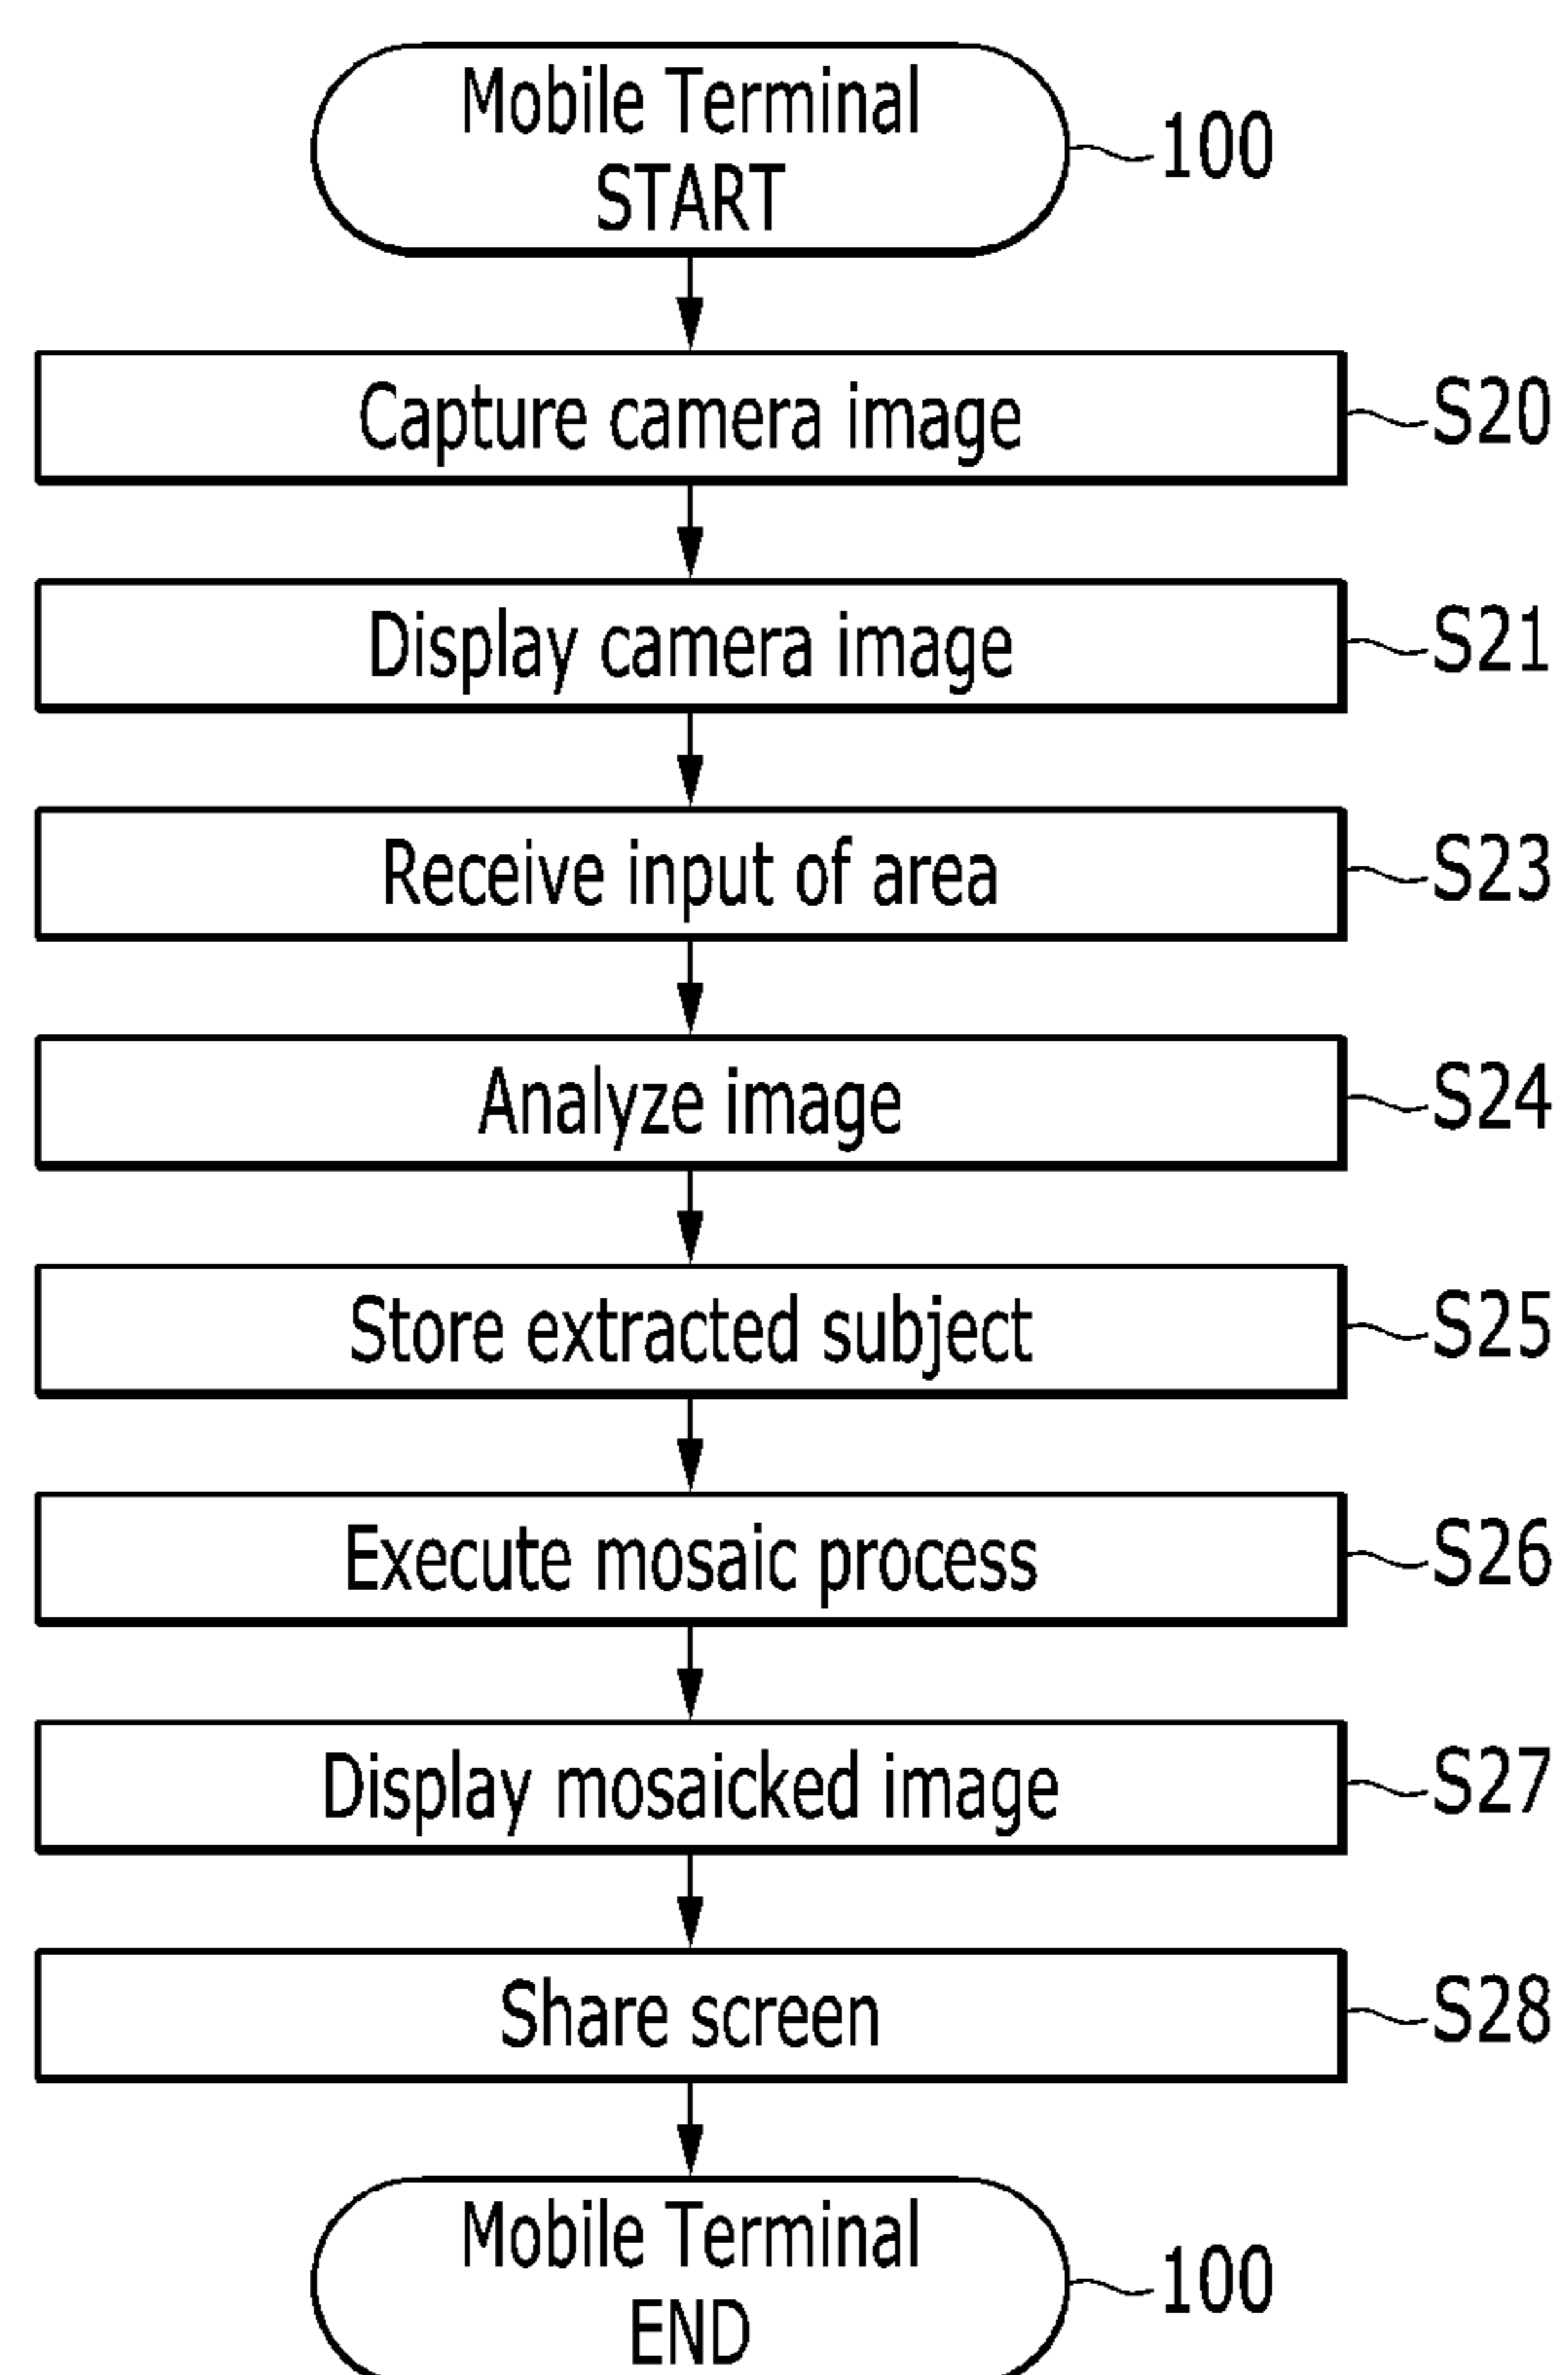 Mobile Terminal
START
100
Capture camera image
S20
Display camera image
S21
Receive input of area
S23
Analyze image
S24
Store extracted subject
S25
Execute mosaic process
S26
Display mosaicked image
S27
Share screen
S28
Mobile Terminal
END
100